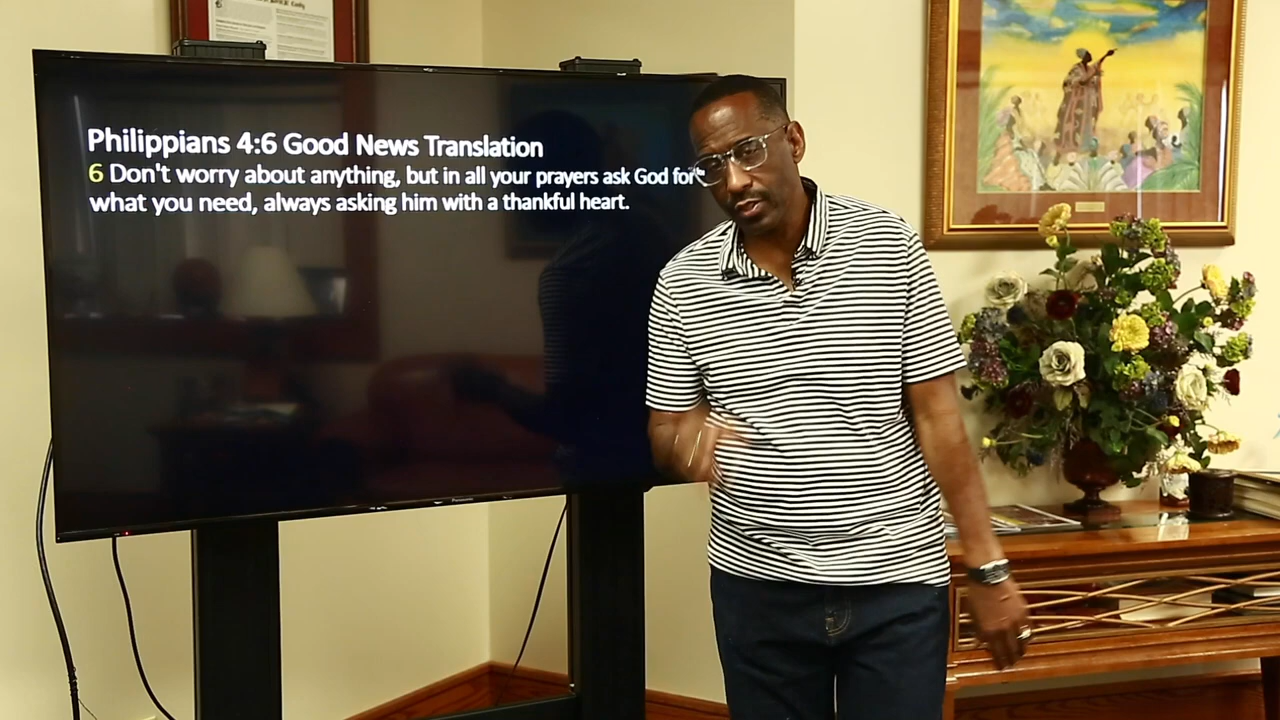 Philippians 4:6 Good News Translation
6 Don't worry about anything, but in all your prayers ask God for
what you need, always asking him with a thankful heart.
Panasonic